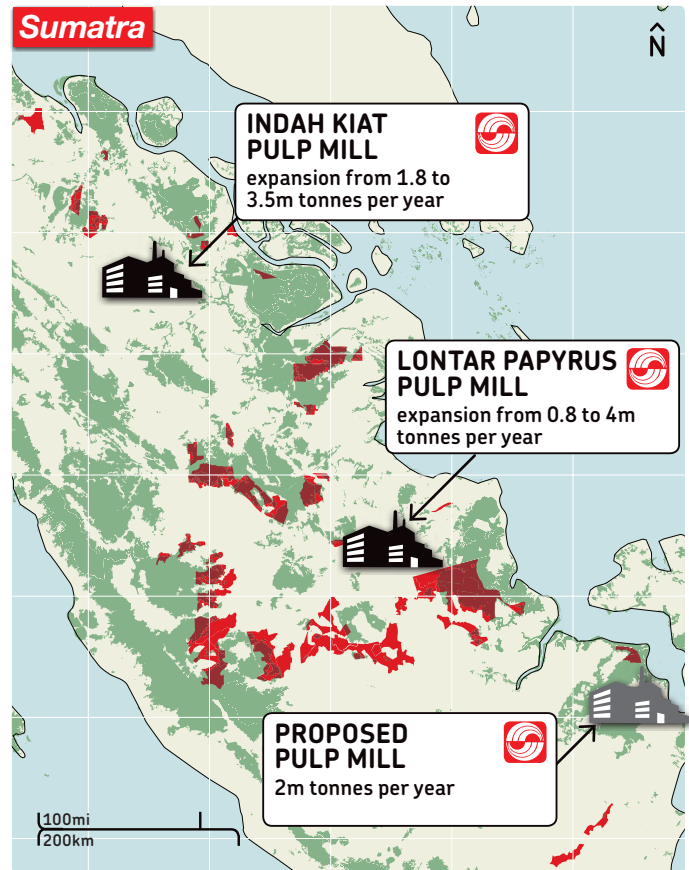 Sumatra
N
INDAH KIAT
PULP MILL
expansion from 1.8 to
3.5m tonnes per year
LONTAR PAPYRUS
PULP MILL
expansion from 0.8 to 4m
tonnes per year
PROPOSED
PULP MILL
2m tonnes per year
100mi
200km